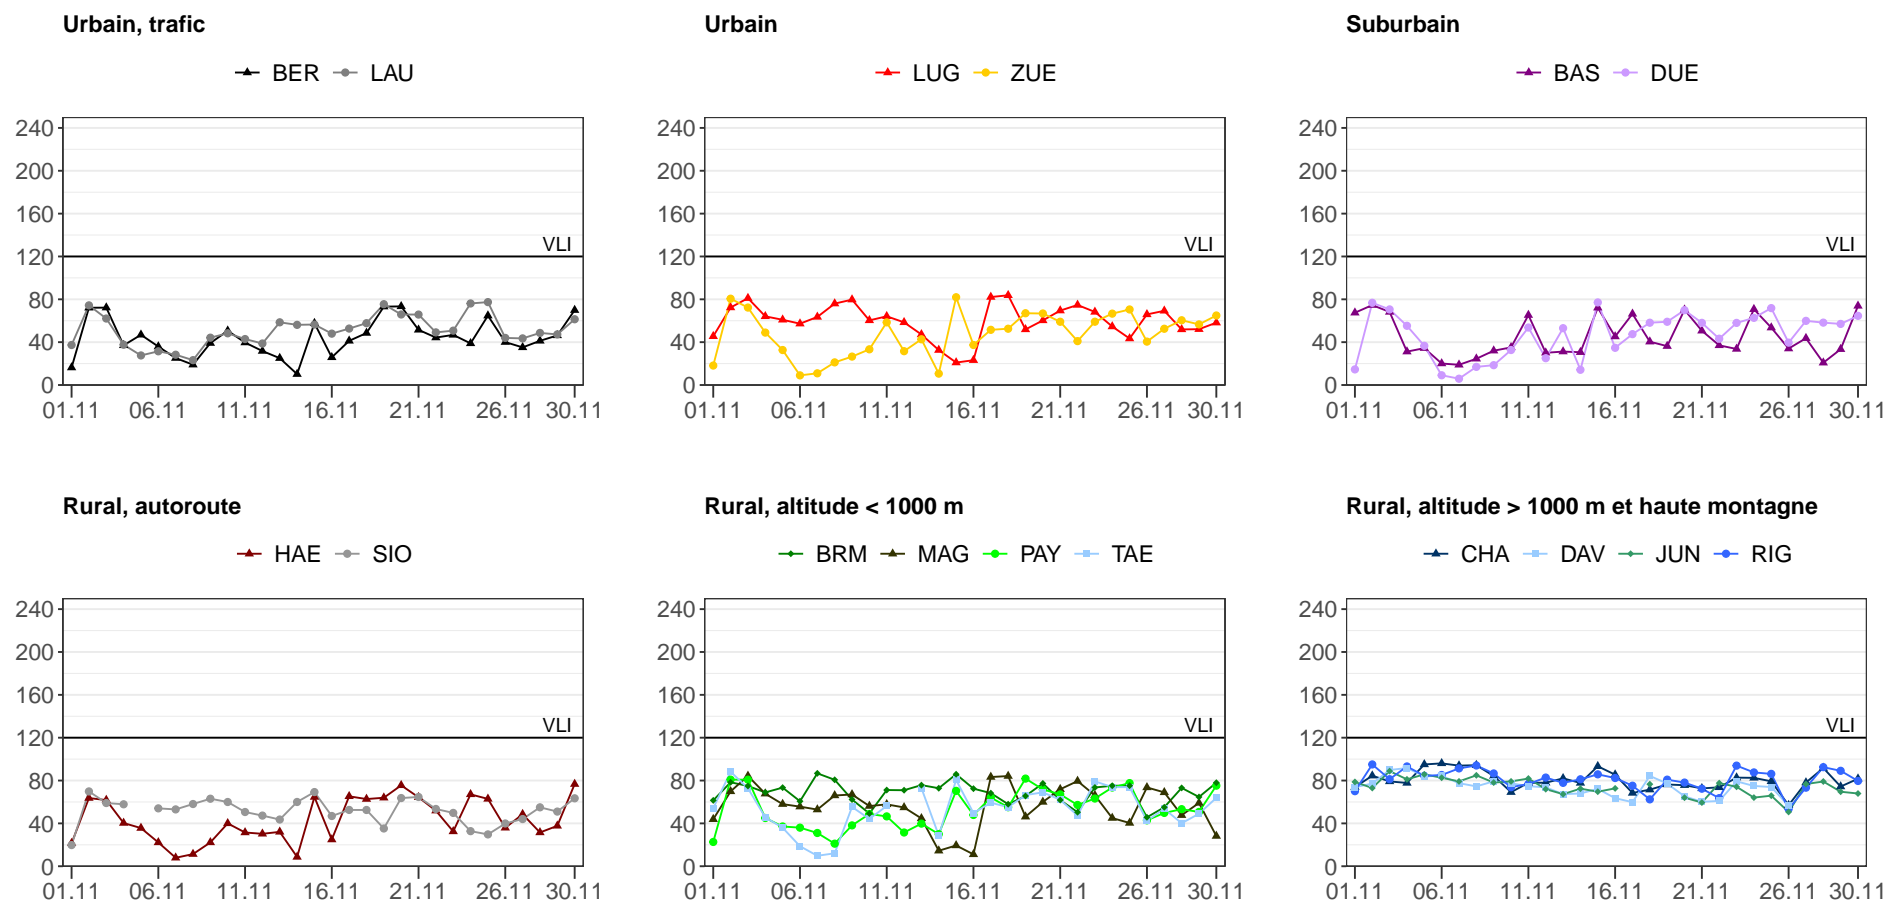 Urbain, trafic
BER LAU
240
200
160
120
80
40
0
VLI
01.11 06.11 11.11 16.11 21.11 26.11 30.11
Urbain
LUG ZUE
240
200
160
120
80
40
0
VLI
01.11 06.11 11.11 16.11 21.11 26.11 30.11
Suburbain
BAS DUE
240
200
160
120
80
40
0
VLI
01.11 06.11 11.11 16.11 21.11 26.11 30.11
Rural, autoroute
HAE SIO
240
200
160
120
80
40
0
VLI
01.11 06.11 11.11 16.11 21.11 26.11 30.11
Rural, altitude < 1000 m
BRM MAG PAY TAE
240
200
160
120
80
40
0
VLI
01.11 06.11 11.11 16.11 21.11 26.11 30.11
Rural, altitude > 1000 m et haute montagne
CHA DAV JUN RIG
240
200
160
120
80
40
0
VLI
01.11 06.11 11.11 16.11 21.11 26.11 30.11